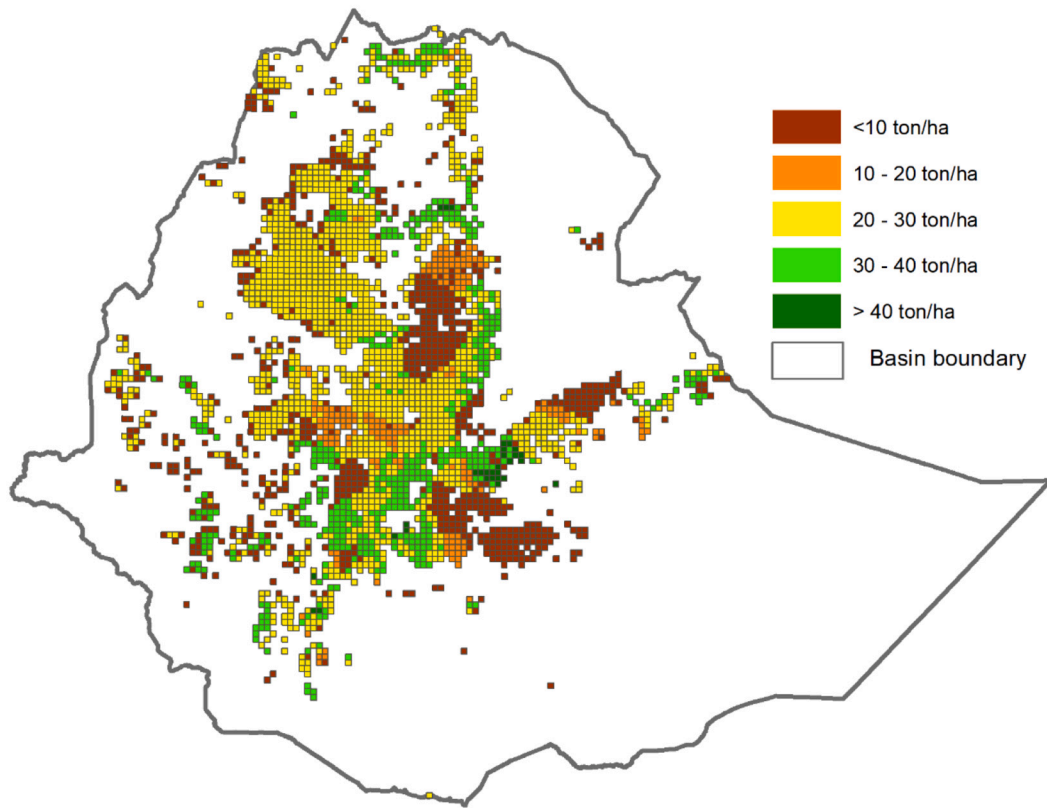 <10 ton/ha
10 - 20 ton/ha
20 - 30 ton/ha
30 - 40 ton/ha
> 40 ton/ha
Basin boundary